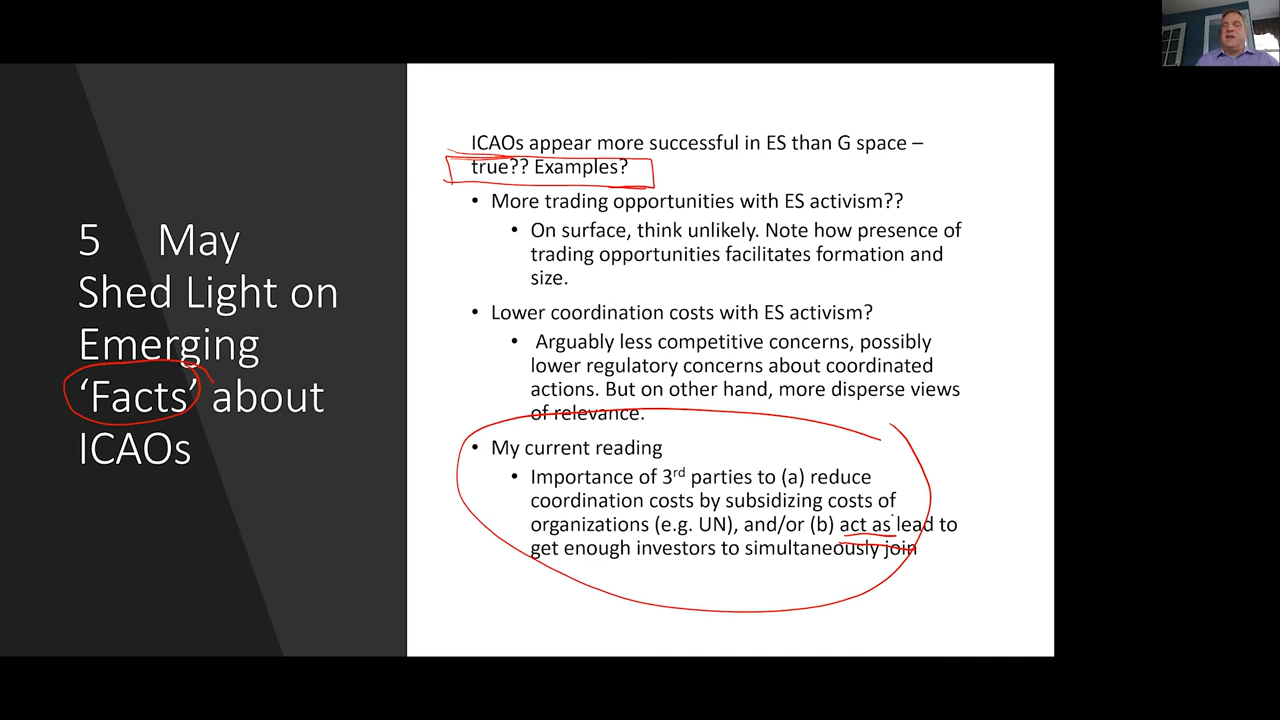 5 May
Shed Light on
Emerging
‘Facts’ about
ICAOs
ICAOs appear more successful in ES than G space –
true?? Examples?
• More trading opportunities with ES activism??
• On surface, think unlikely. Note how presence of
trading opportunities facilitates formation and
size.
• Lower coordination costs with ES activism?
• Arguably less competitive concerns, possibly
lower regulatory concerns about coordinated
actions. But on other hand, more disperse views
of relevance.
• My current reading
• Importance of 3rd parties to (a) reduce
coordination costs by subsidizing costs of
organizations (e.g. UN), and/or (b) act as lead to
get enough investors to simultaneously join